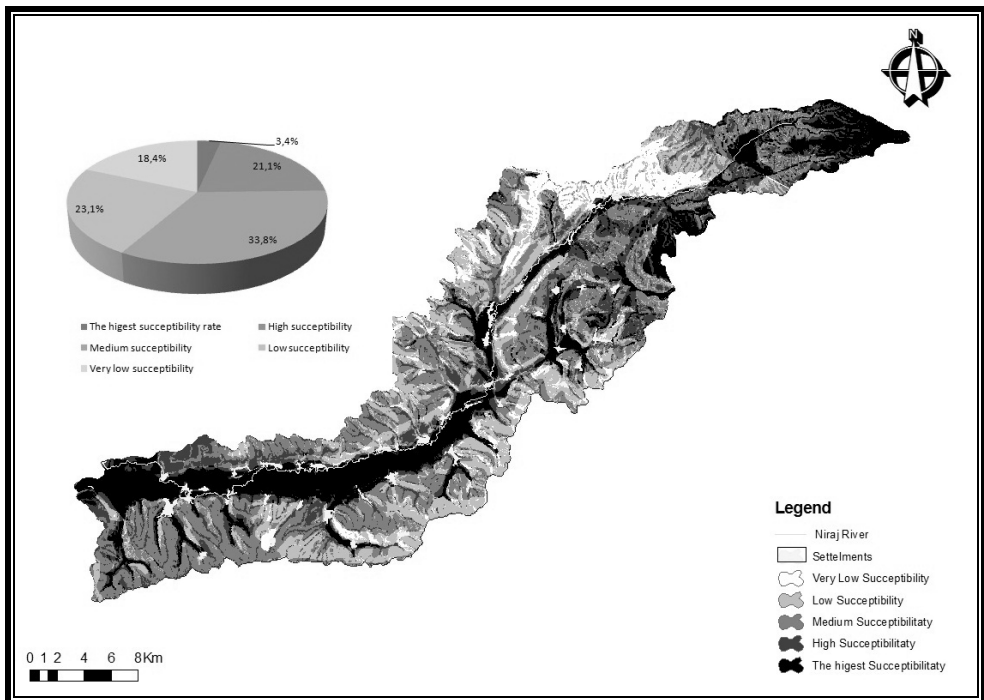 N
3,4%
18,4%
21,1%
23,1%
33,8%
The higest succeptibility rate
High succeptibility
Medium succeptibility
Low succeptibility
Very low succeptibility
Legend
Niraj River
Settelments
Very Low Succeptibility
Low Succeptibility
Medium Succeptibilitaty
High Succeptibilitaty
The higest Succeptibilitaty
0 1 2 4 6 8Km